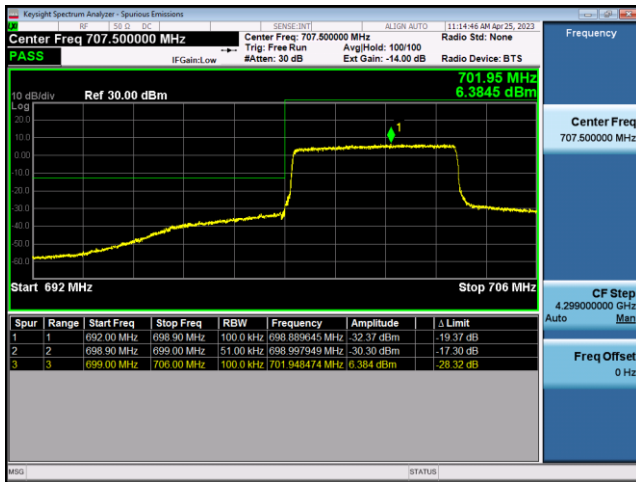 Keysight Spectrum Analyzer - Spurious Emissions
RF 50 Ω DC SENSE:INT ALIGN AUTO 11:14:46 AM Apr 25, 2023
Center Freq 707.500000 MHz Center Freq: 707.500000 MHz Radio Std: None
Trig: Free Run Avg|Hold: 100/100
PASS IFGain:Low #Atten: 30 dB Ext Gain: -14.00 dB Radio Device: BTS
701.95 MHz
10 dB/div Ref 30.00 dBm 6.3845 dBm
Log
20.0
10.0
0.00
-10.0
-20.0
-30.0
-40.0
-50.0
-60.0
1
Start 692 MHz Stop 706 MHz
Spur Range Start Freq Stop Freq RBW Frequency Amplitude Δ Limit
1 1 692.00 MHz 698.90 MHz 100.0 kHz 698.889645 MHz -32.37 dBm -19.37 dB
2 2 698.90 MHz 699.00 MHz 51.00 kHz 698.997949 MHz -30.30 dBm -17.30 dB
3 3 699.00 MHz 706.00 MHz 100.0 kHz 701.948474 MHz 6.384 dBm -28.32 dB
MSG STATUS
Frequency
Center Freq
707.500000 MHz
CF Step
4.299000000 GHz
Auto Man
Freq Offset
0 Hz